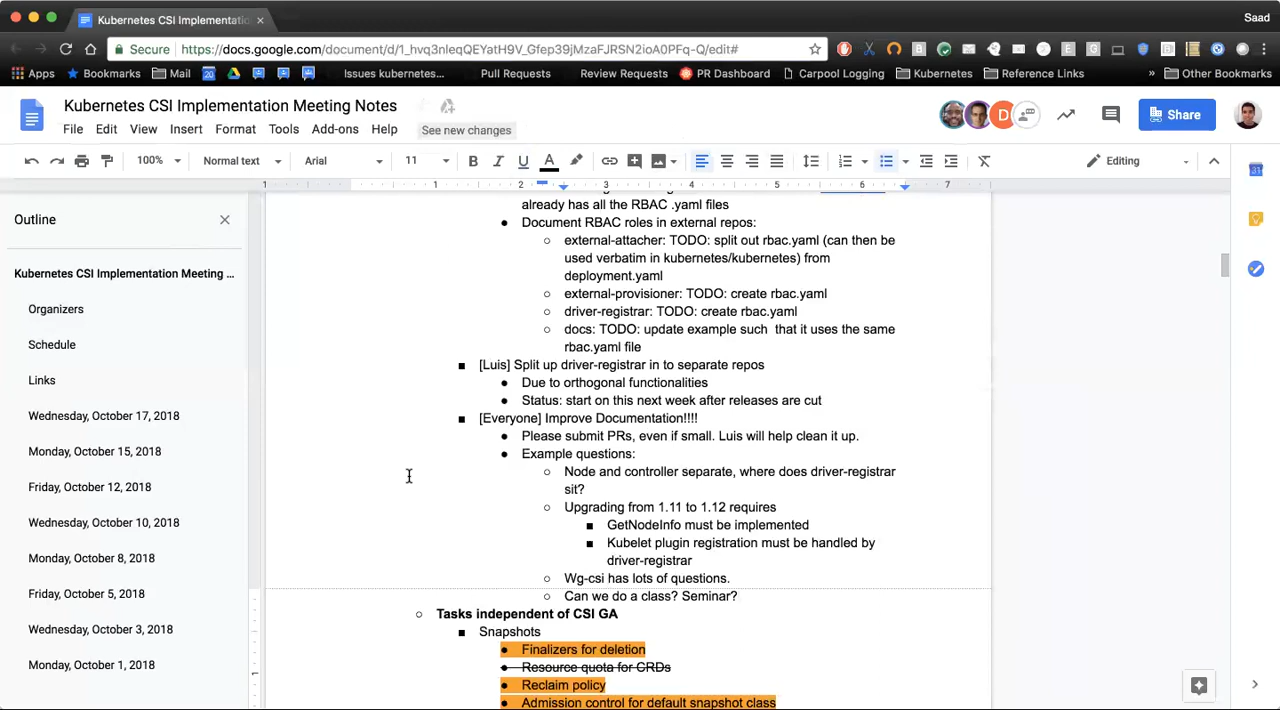 Kubernetes CSI Implementatio
Saad
Secure
https://docs.google.com/document/d/1_hvq3nleqQEYatH9V_Gfep39jMzaFJRSN2ioA0PFq-Q/edit#
Apps
Bookmarks
Mail
Issues kubernetes...
Pull Requests
Review Requests
PR Dashboard
Carpool Logging
Kubernetes
Reference Links
»
Other Bookmarks
Kubernetes CSI Implementation Meeting Notes
File Edit View Insert Format Tools Add-ons Help
See new changes
D
Share
100%
Normal text
Arial
11
B I U A
Editing
1 1 2 3 4 5 6 7
31
Outline
Kubernetes CSI Implementation Meeting ...
Organizers
Schedule
Links
Wednesday, October 17, 2018
Monday, October 15, 2018
Friday, October 12, 2018
Wednesday, October 10, 2018
Monday, October 8, 2018
Friday, October 5, 2018
Wednesday, October 3, 2018
Monday, October 1, 2018
already has all the RBAC .yaml files
Document RBAC roles in external repos:
external-attacher: TODO: split out rbac.yaml (can then be
used verbatim in kubernetes/kubernetes) from
deployment.yaml
external-provisioner: TODO: create rbac.yaml
driver-registrar: TODO: create rbac.yaml
docs: TODO: update example such  that it uses the same
rbac.yaml file
[Luis] Split up driver-registrar in to separate repos
Due to orthogonal functionalities
Status: start on this next week after releases are cut
[Everyone] Improve Documentation!!!!
Please submit PRs, even if small. Luis will help clean it up.
Example questions:
Node and controller separate, where does driver-registrar
sit?
Upgrading from 1.11 to 1.12 requires
GetNodeInfo must be implemented
Kubelet plugin registration must be handled by
driver-registrar
Wg-csi has lots of questions.
Can we do a class? Seminar?
Tasks independent of CSI GA
Snapshots
Finalizers for deletion
Resource quota for CRDs
Reclaim policy
Admission control for default snapshot class